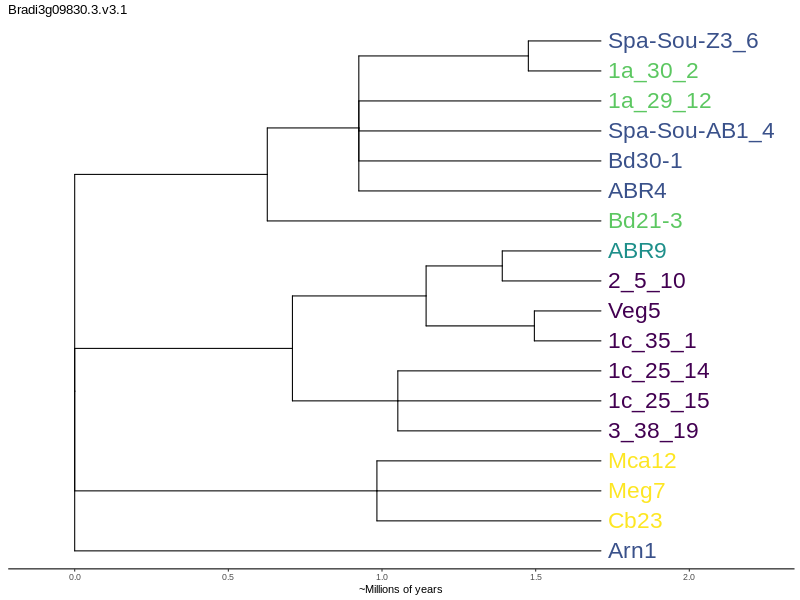 Bradi3g09830.3.v3.1
Spa-Sou-Z3_6
1a_30_2
1a_29_12
Spa-Sou-AB1_4
Bd30-1
ABR4
Bd21-3
ABR9
2_5_10
Veg5
1c_35_1
1c_25_14
1c_25_15
3_38_19
Mca12
Meg7
Cb23
Arn1
0.0 0.5 1.0 1.5 2.0
~Millions of years